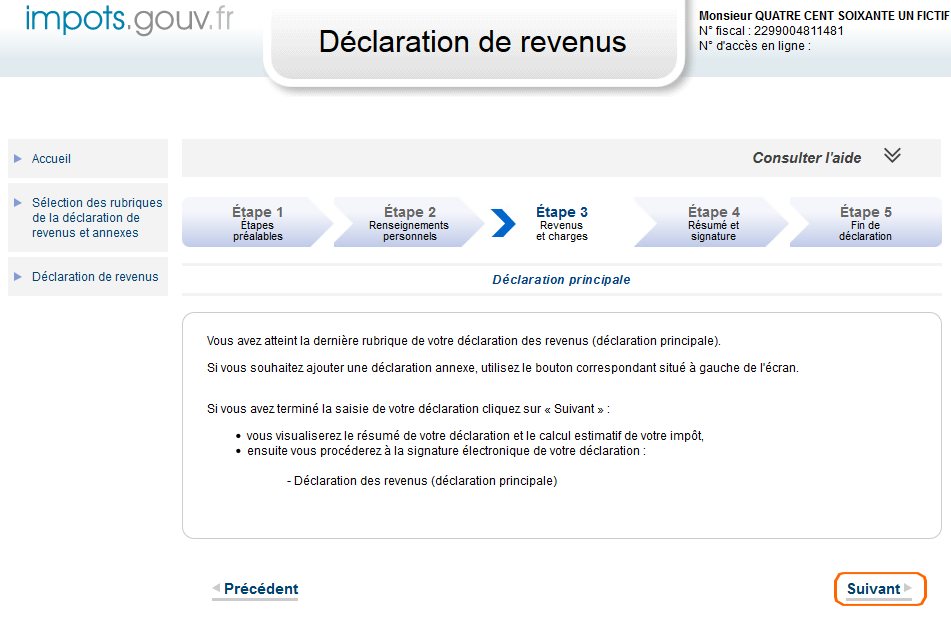 impots.gouv.fr
Déclaration de revenus
Monsieur QUATRE CENT SOIXANTE UN FICTIF
N° fiscal : 2299004811481
N° d'accès en ligne :
Accueil
Sélection des rubriques
de la déclaration de
revenus et annexes
Déclaration de revenus
Consulter l'aide
Étape 1
Étapes
préalables
Étape 2
Renseignements
personnels
Étape 3
Revenus
et charges
Étape 4
Résumé et
signature
Étape 5
Fin de
déclaration
Déclaration principale
Vous avez atteint la dernière rubrique de votre déclaration des revenus (déclaration principale).
Si vous souhaitez ajouter une déclaration annexe, utilisez le bouton correspondant situé à gauche de l'écran.
Si vous avez terminé la saisie de votre déclaration cliquez sur « Suivant » :
• vous visualiserez le résumé de votre déclaration et le calcul estimatif de votre impôt,
• ensuite vous procéderez à la signature électronique de votre déclaration :
- Déclaration des revenus (déclaration principale)
Précédent
Suivant